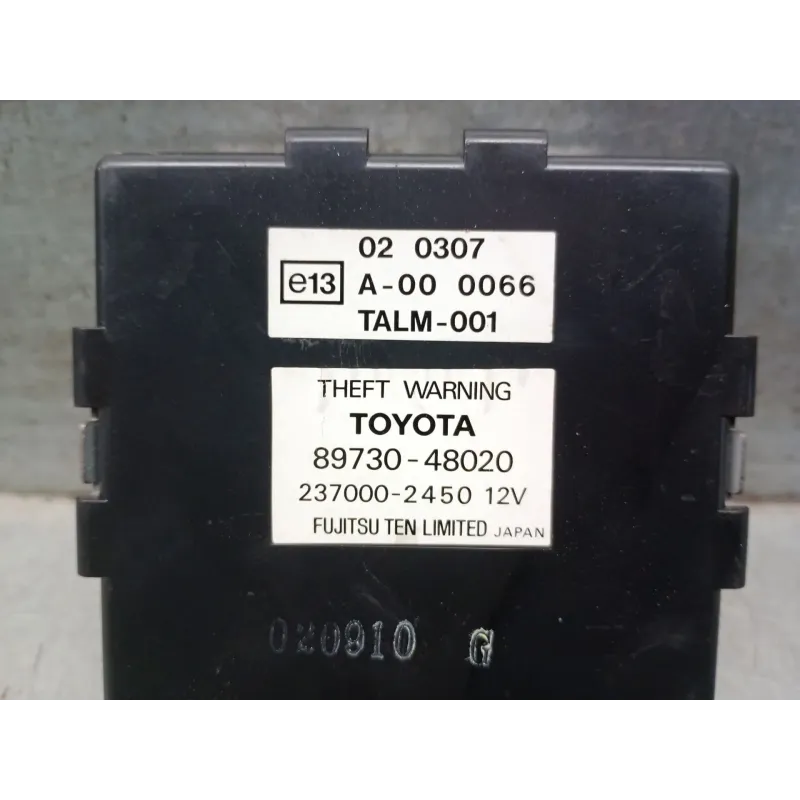 02 0307
e13 A-00 0066
TALM-001
THEFT WARNING
TOYOTA
89730-48020
237000-2450 12V
FUJITSU TEN LIMITED JAPAN
020910 G